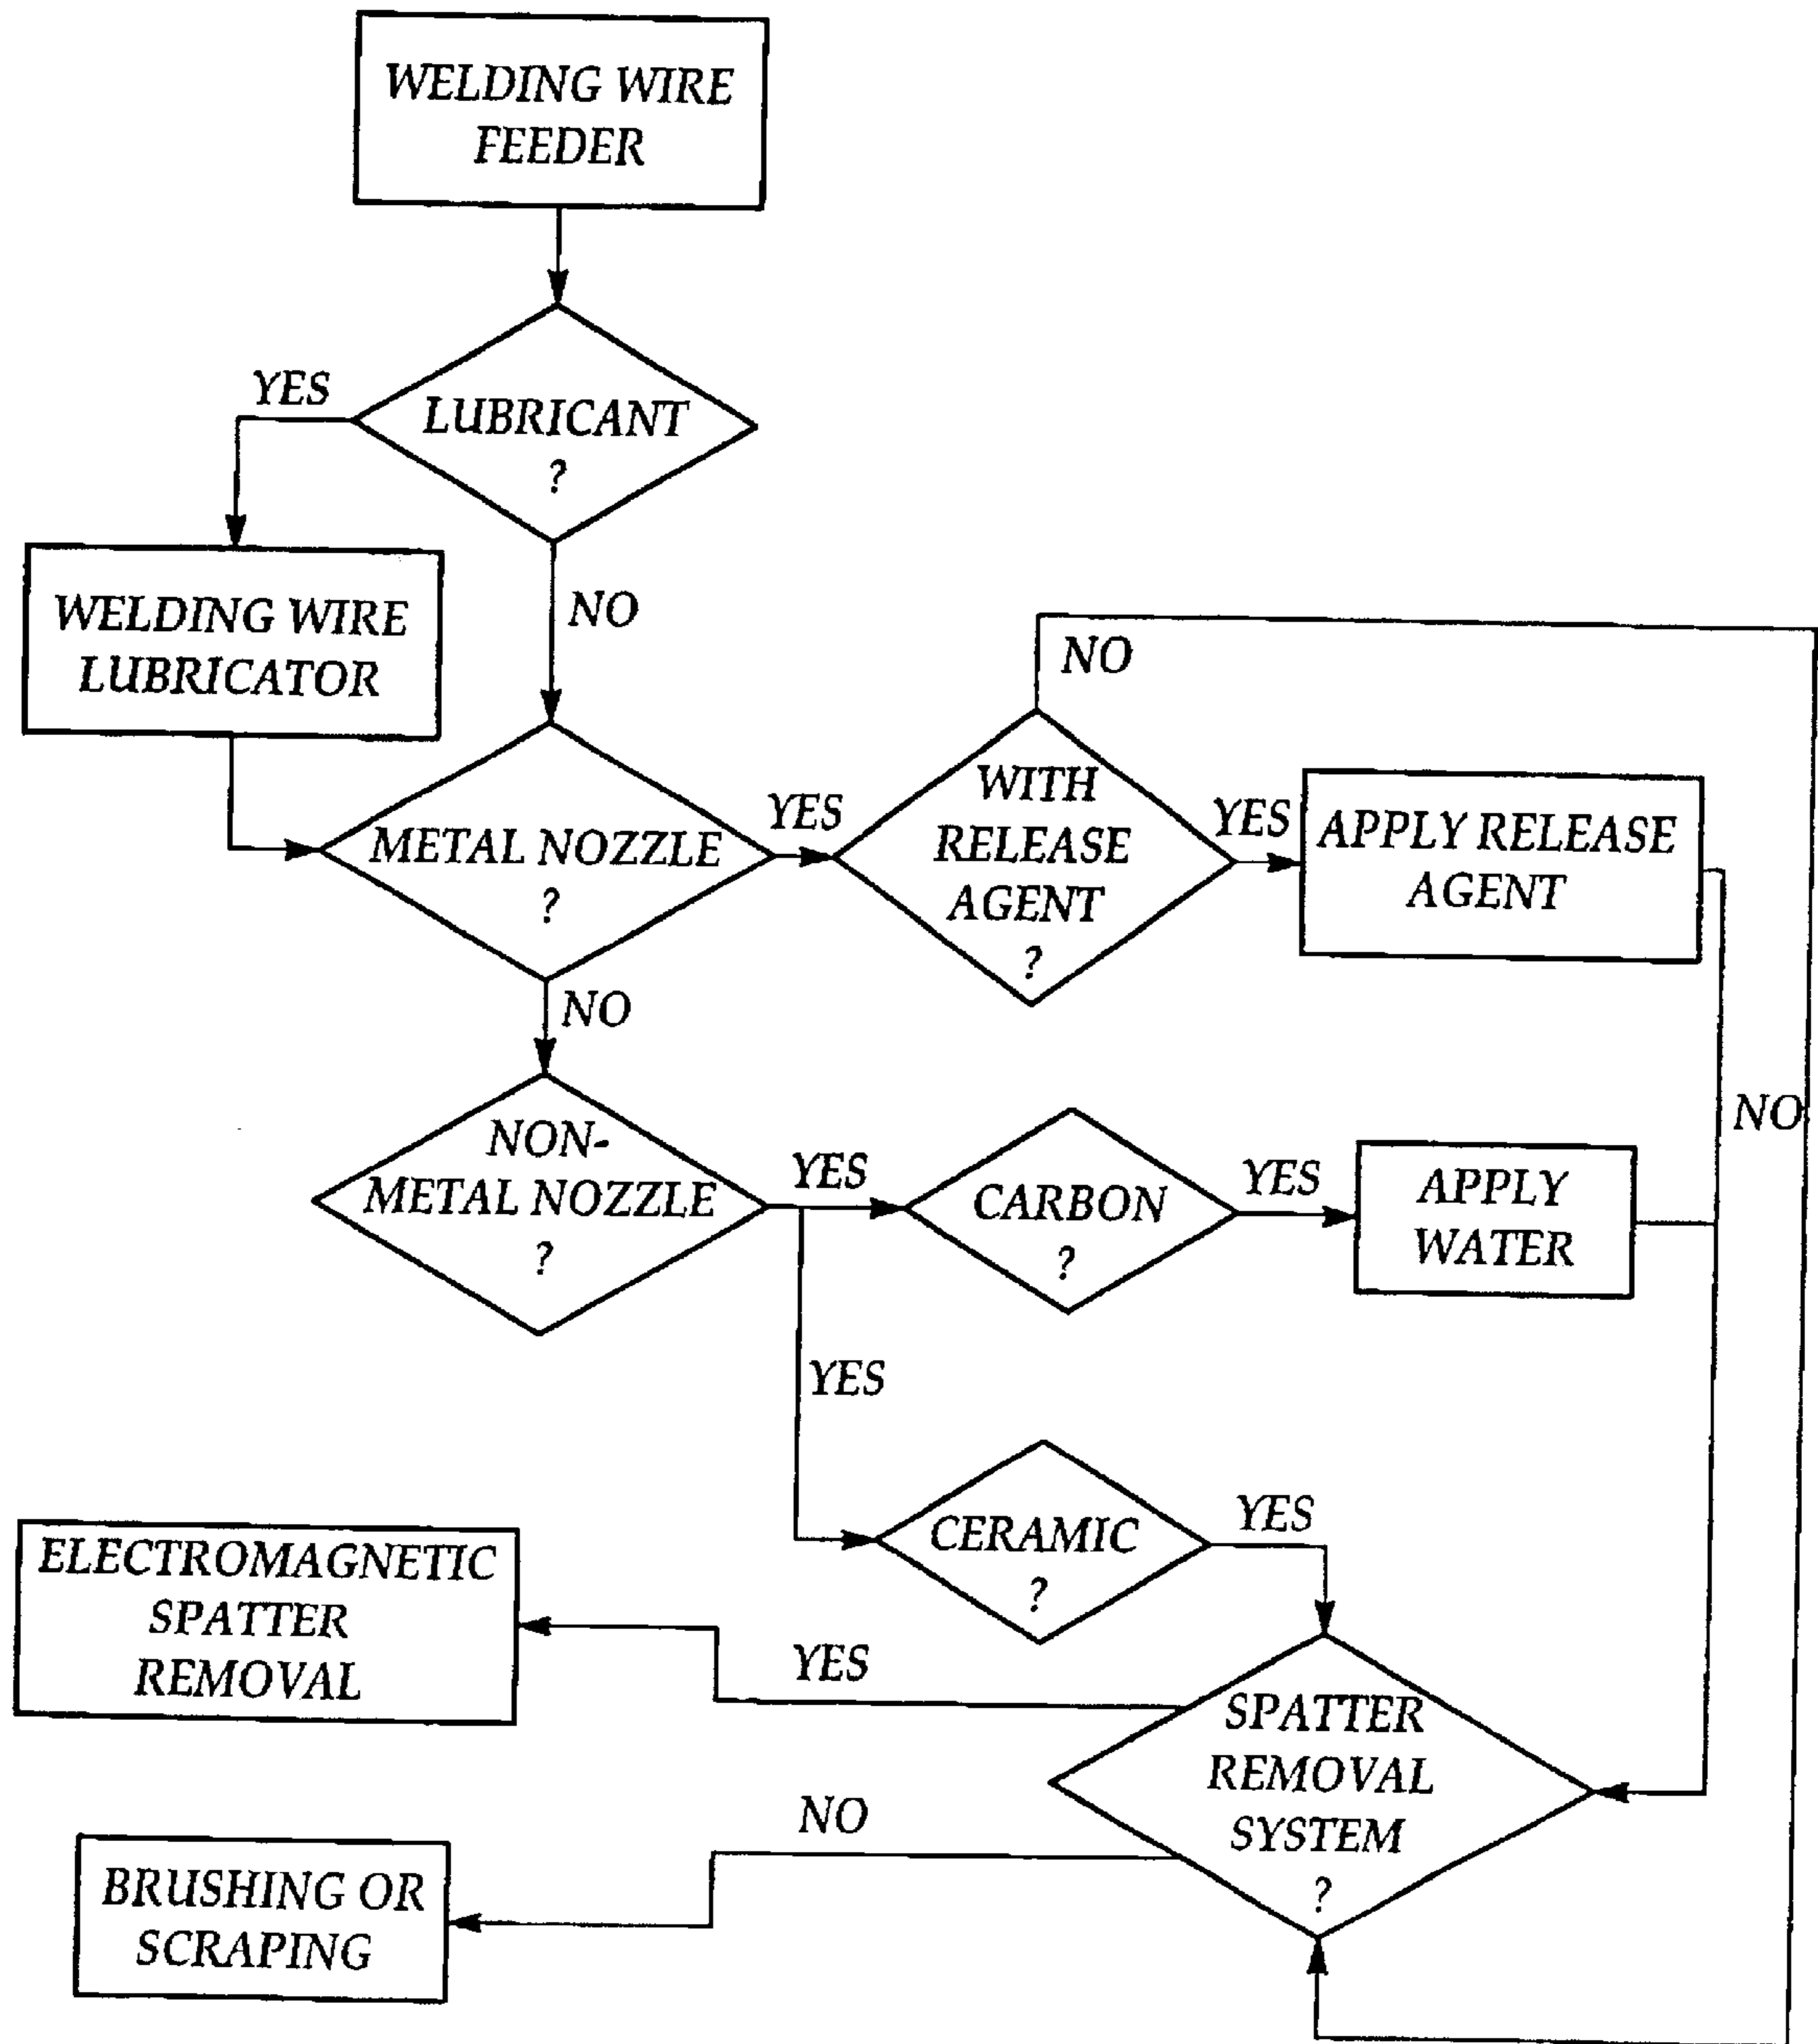 WELDING WIRE
FEEDER
YES
LUBRICANT
?
WELDING WIRE
LUBRICATOR
NO
NO
METAL NOZZLE
?
YES
WITH
RELEASE
AGENT
?
YES
APPLY RELEASE
AGENT
NO
NO
NON-
METAL NOZZLE
?
YES
CARBON
?
YES
APPLY
WATER
YES
CERAMIC
?
YES
ELECTROMAGNETIC
SPATTER
REMOVAL
YES
SPATTER
REMOVAL
SYSTEM
?
NO
BRUSHING OR
SCRAPING